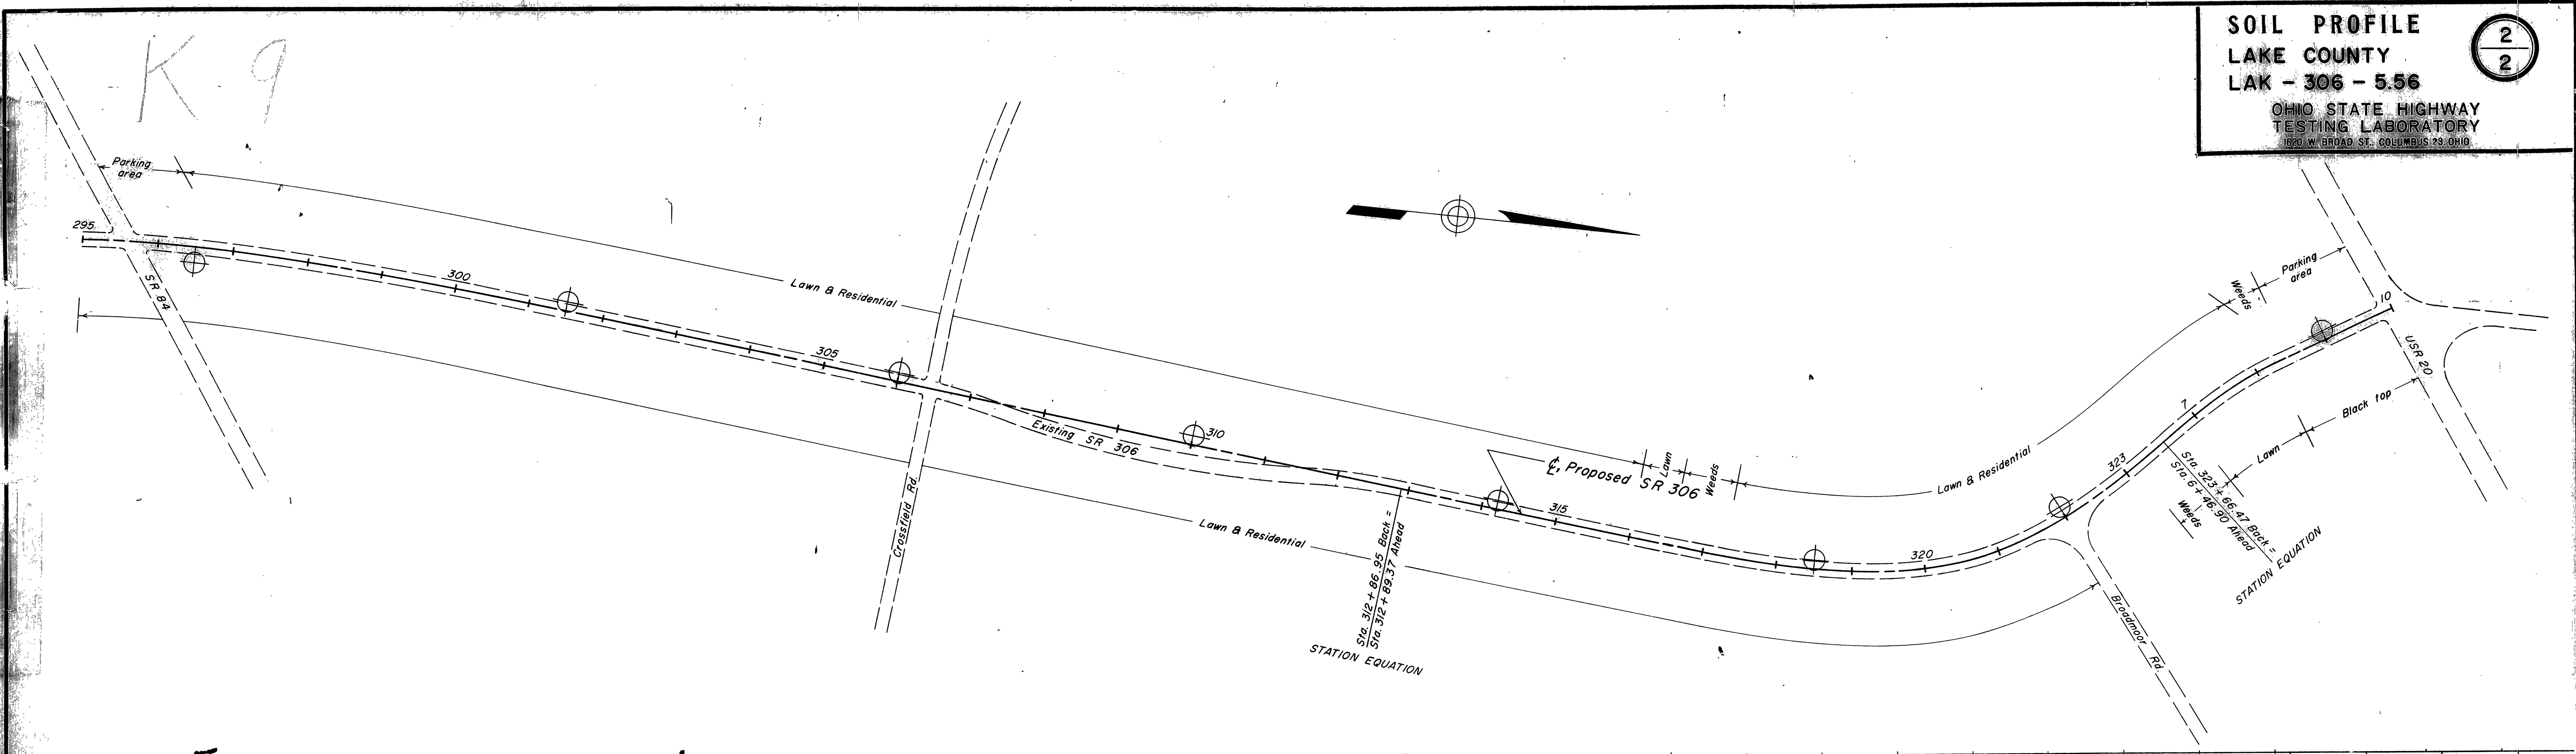 SOIL PROFILE
LAKE COUNTY
LAK - 306 - 5.56
OHIO STATE HIGHWAY
TESTING LABORATORY
1620 W. BROAD ST., COLUMBUS 23, OHIO
2
2
K 9
Parking
area
295
SR 84
300
Lawn & Residential
305
Crossfield Rd.
Existing SR 306
310
Lawn & Residential
Sta. 312 + 86.95 Back =
Sta. 312 + 89.37 Ahead
STATION EQUATION
℄, Proposed SR 306
Lawn
Weeds
315
320
Lawn & Residential
323
7
Sta. 323 + 66.47 Back =
Sta. 6 + 46.90 Ahead
STATION EQUATION
Weeds
Lawn
Black top
Broadmoor Rd.
Weeds
Parking
area
10
USR 20